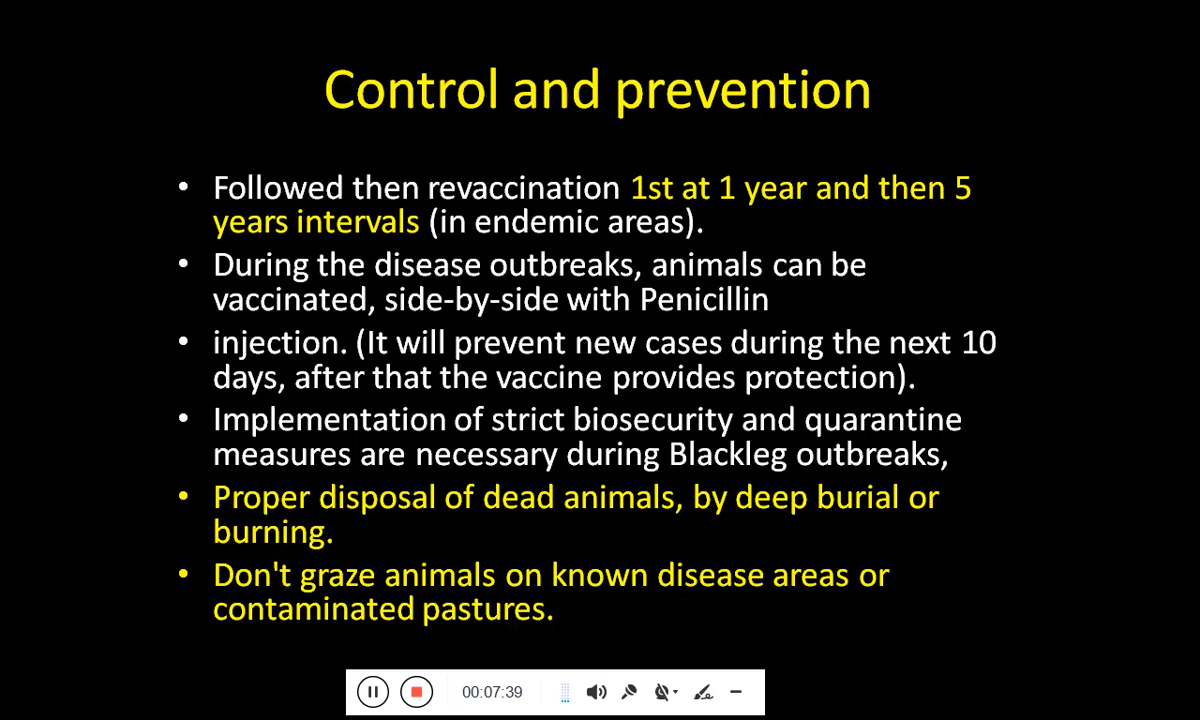 Control and prevention
• Followed then revaccination 1st at 1 year and then 5
years intervals (in endemic areas).
• During the disease outbreaks, animals can be
vaccinated, side-by-side with Penicillin
• injection. (It will prevent new cases during the next 10
days, after that the vaccine provides protection).
• Implementation of strict biosecurity and quarantine
measures are necessary during Blackleg outbreaks,
• Proper disposal of dead animals, by deep burial or
burning.
• Don't graze animals on known disease areas or
contaminated pastures.
00:07:39